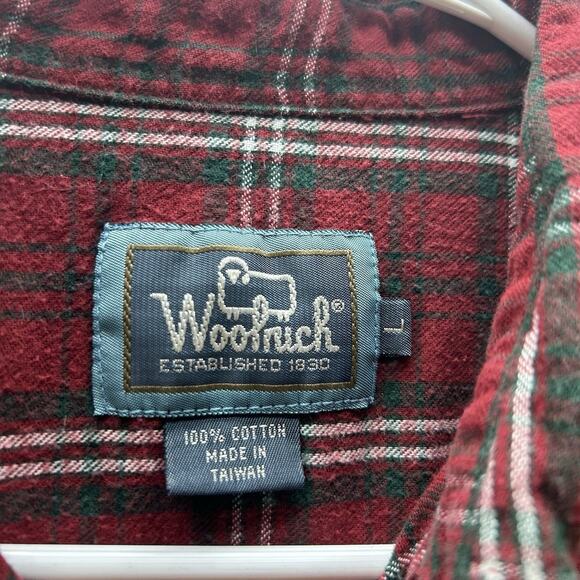 Woolrich®
ESTABLISHED 1830
L
100% COTTON
MADE IN
TAIWAN